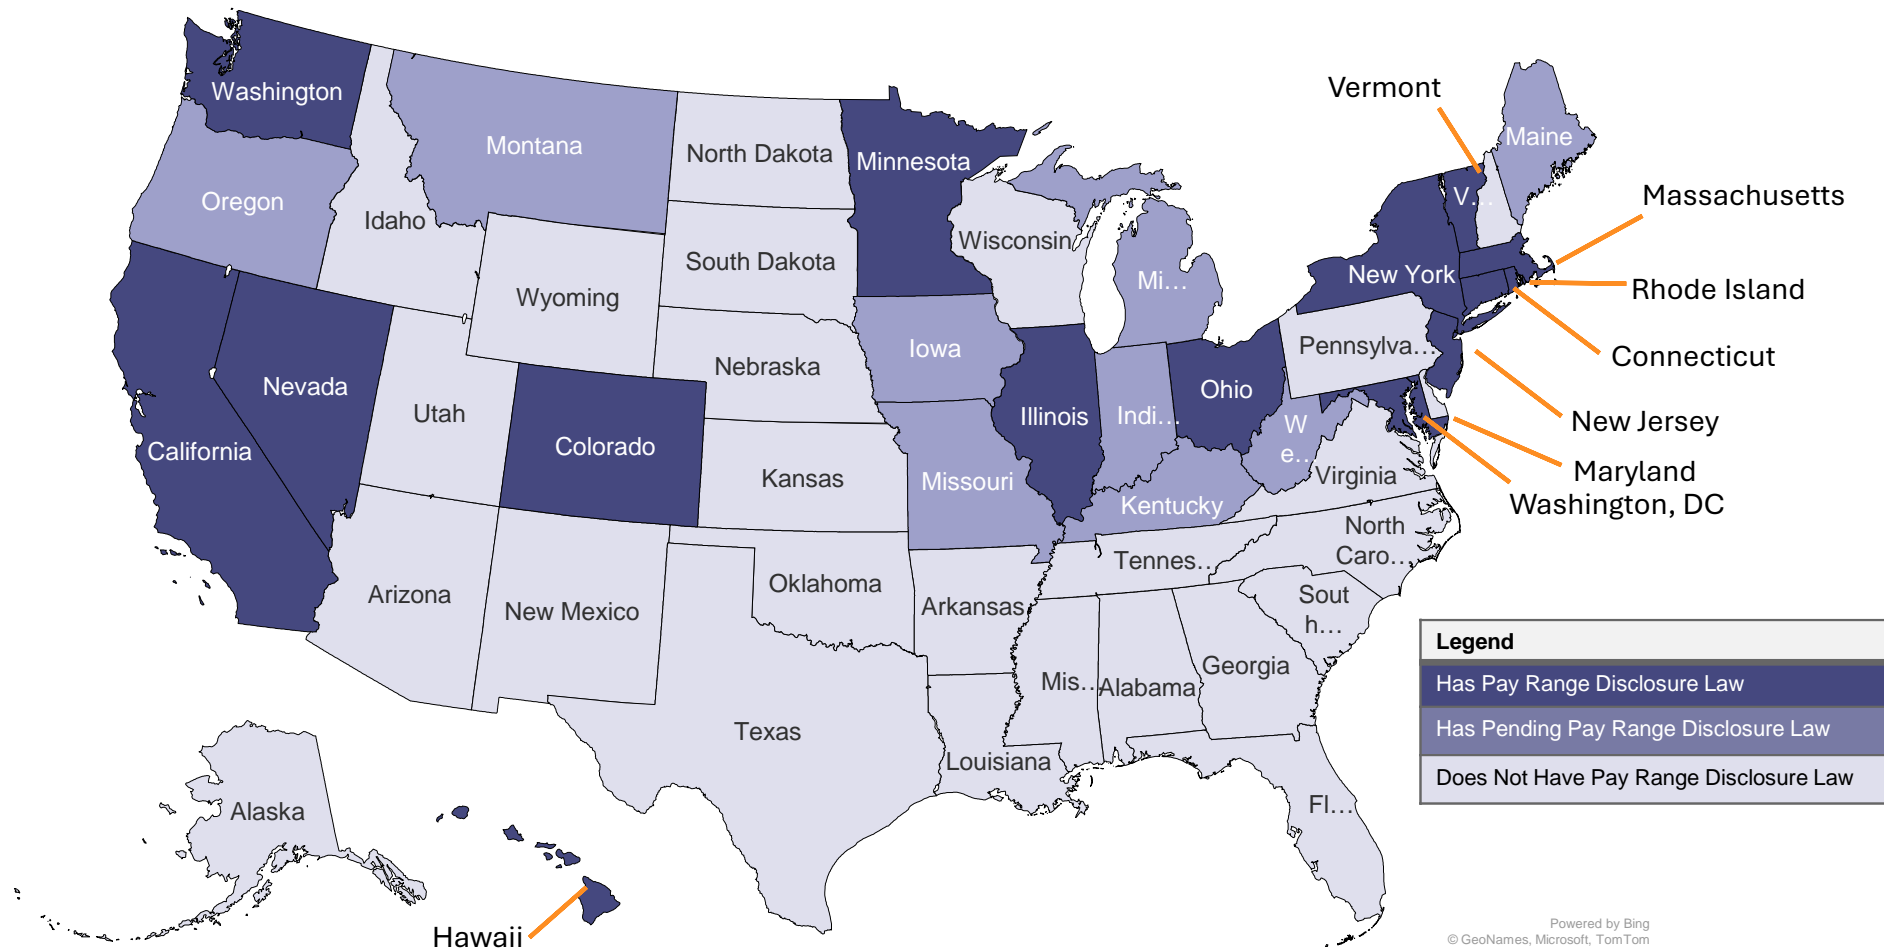 Washington
Montana
North Dakota
Minnesota
Vermont
Maine
Oregon
Idaho
Wyoming
South Dakota
Wisconsin
Mi...
New York
V...
Massachusetts
Rhode Island
Connecticut
New Jersey
Maryland
Washington, DC
Nevada
Utah
Colorado
Nebraska
Iowa
Illinois
Indi...
Ohio
Pennsylva...
California
Kansas
Missouri
Kentucky
W
e...
Virginia
Arizona
New Mexico
Oklahoma
Arkansas
Tennes...
North
Caro...
Sout
h...
Texas
Louisiana
Mis...
Alabama
Georgia
Fl...
Alaska
Hawaii
Legend
Has Pay Range Disclosure Law
Has Pending Pay Range Disclosure Law
Does Not Have Pay Range Disclosure Law
Powered by Bing
© GeoNames, Microsoft, TomTom